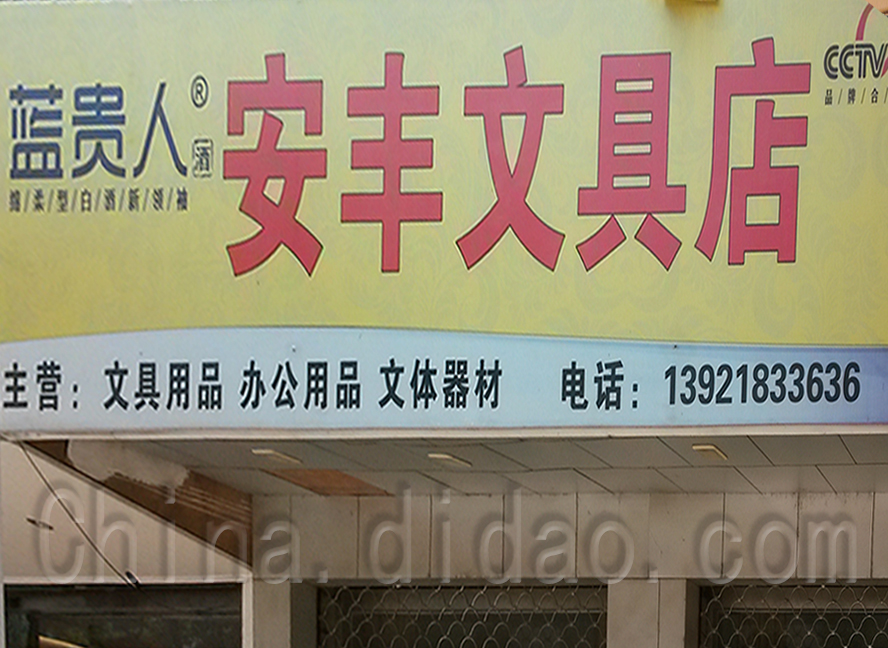 蓝贵人®酒
绵/柔/型/白/酒/新/领/袖
安丰文具店
CCTV
品/牌/合/
主营：文具用品 办公用品 文体器材 电话：13921833636
China.didao.com